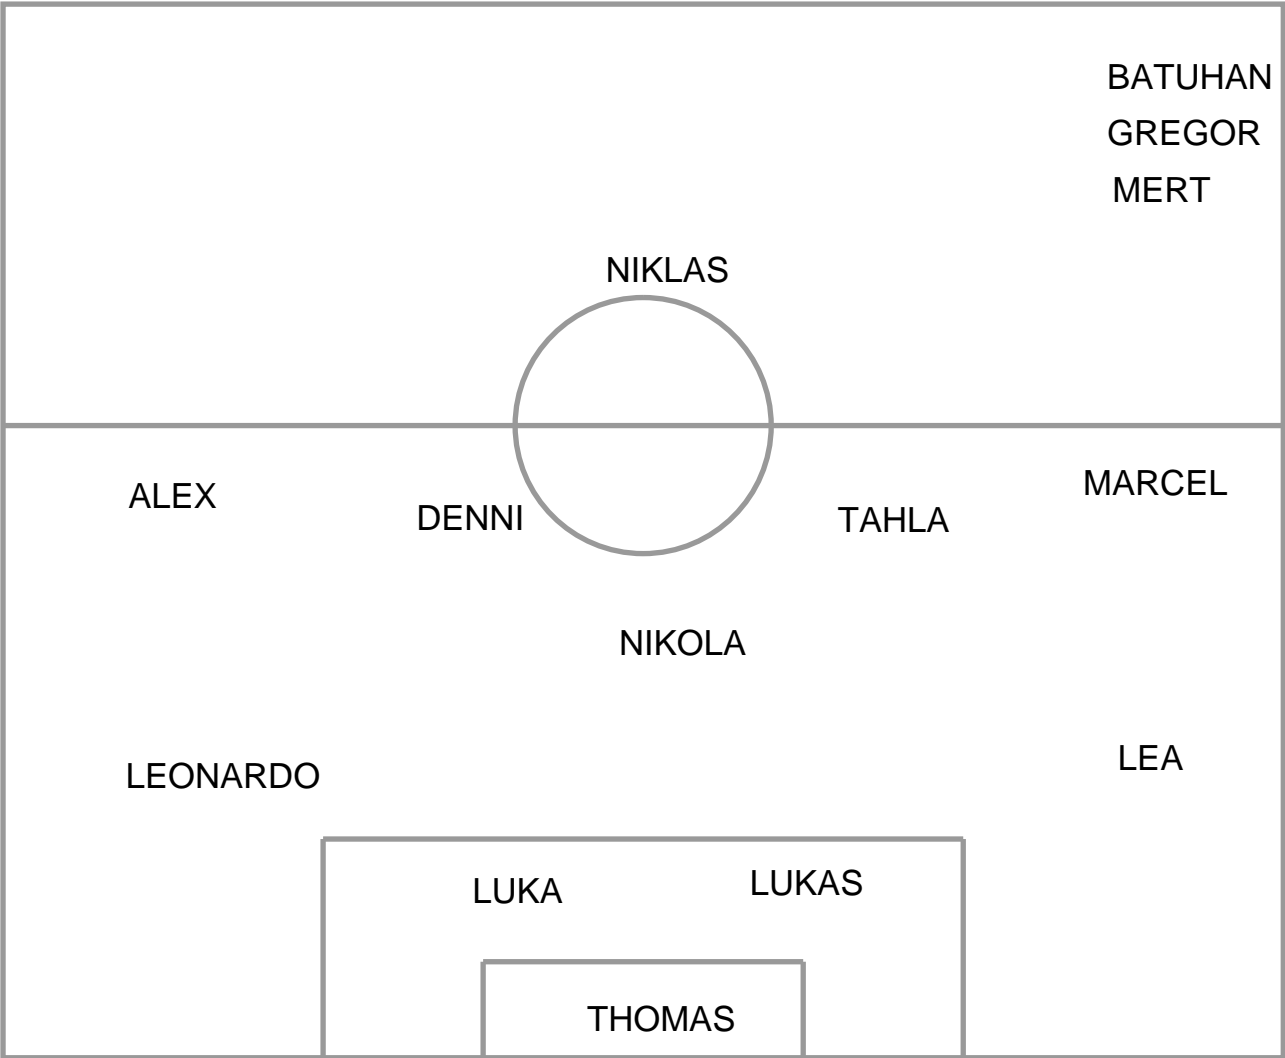 BATUHAN
GREGOR
MERT
NIKLAS
ALEX
DENNI
TAHLA
MARCEL
NIKOLA
LEONARDO
LEA
LUKA
LUKAS
THOMAS